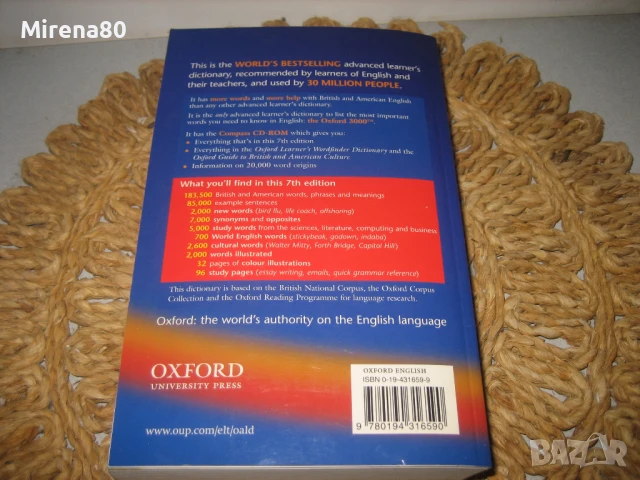 Mirena80
This is the WORLD'S BESTSELLING advanced learner's
dictionary, recommended by learners of English and
their teachers, and used by 30 MILLION PEOPLE.
It has more words and more help with British and American English
than any other advanced learner's dictionary.
It is the only advanced learner's dictionary to list the most important
words you need to know in English: the Oxford 3000™.
It has the Compass CD-ROM which gives you:
• Everything that's in this 7th edition
• Everything in the Oxford Learner's Wordfinder Dictionary and the
Oxford Guide to British and American Culture
• Information on 20,000 word origins
What you'll find in this 7th edition
183,500 British and American words, phrases and meanings
85,000 example sentences
2,000 new words (bird flu, life coach, offshoring)
7,000 synonyms and opposites
5,000 study words from the sciences, literature, computing and business
700 World English words (stickybeak, godown, indaba)
2,600 cultural words (Walter Mitty, Forth Bridge, Capitol Hill)
2,000 words illustrated
32 pages of colour illustrations
96 study pages (essay writing, emails, quick grammar reference)
This dictionary is based on the British National Corpus, the Oxford Corpus
Collection and the Oxford Reading Programme for language research.
Oxford: the world's authority on the English language
OXFORD
UNIVERSITY PRESS
www.oup.com/elt/oald
OXFORD ENGLISH
ISBN 0-19-431659-9
9 780194 316590
BAZAR